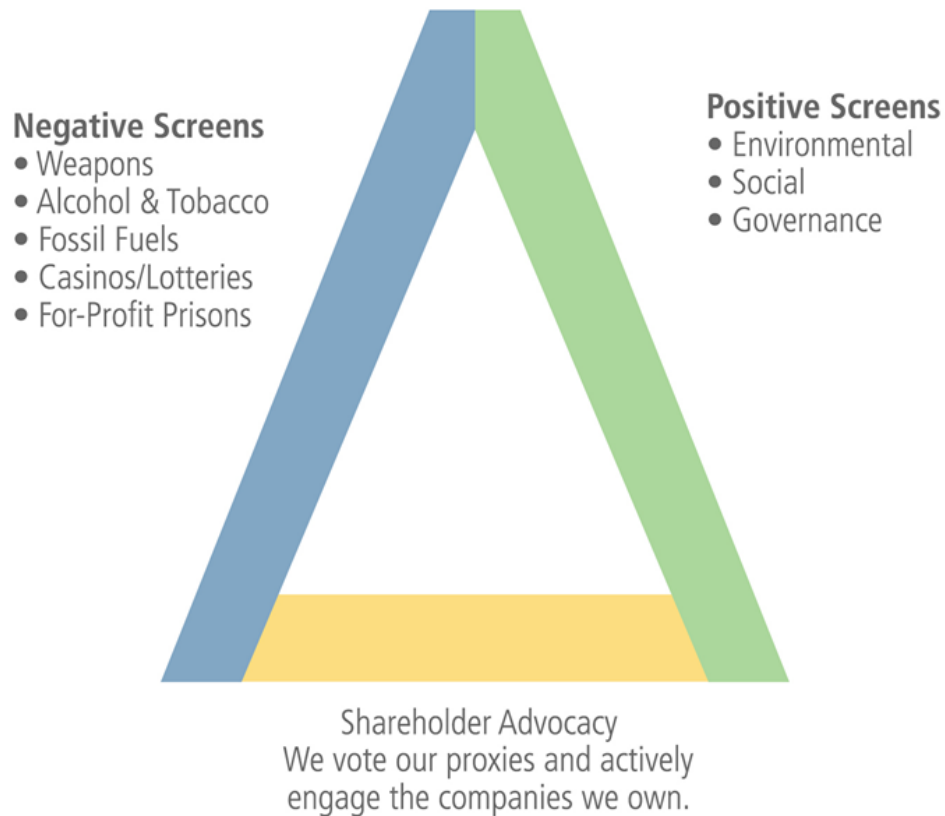 Negative Screens
• Weapons
• Alcohol & Tobacco
• Fossil Fuels
• Casinos/Lotteries
• For-Profit Prisons
Positive Screens
• Environmental
• Social
• Governance
Shareholder Advocacy
We vote our proxies and actively
engage the companies we own.